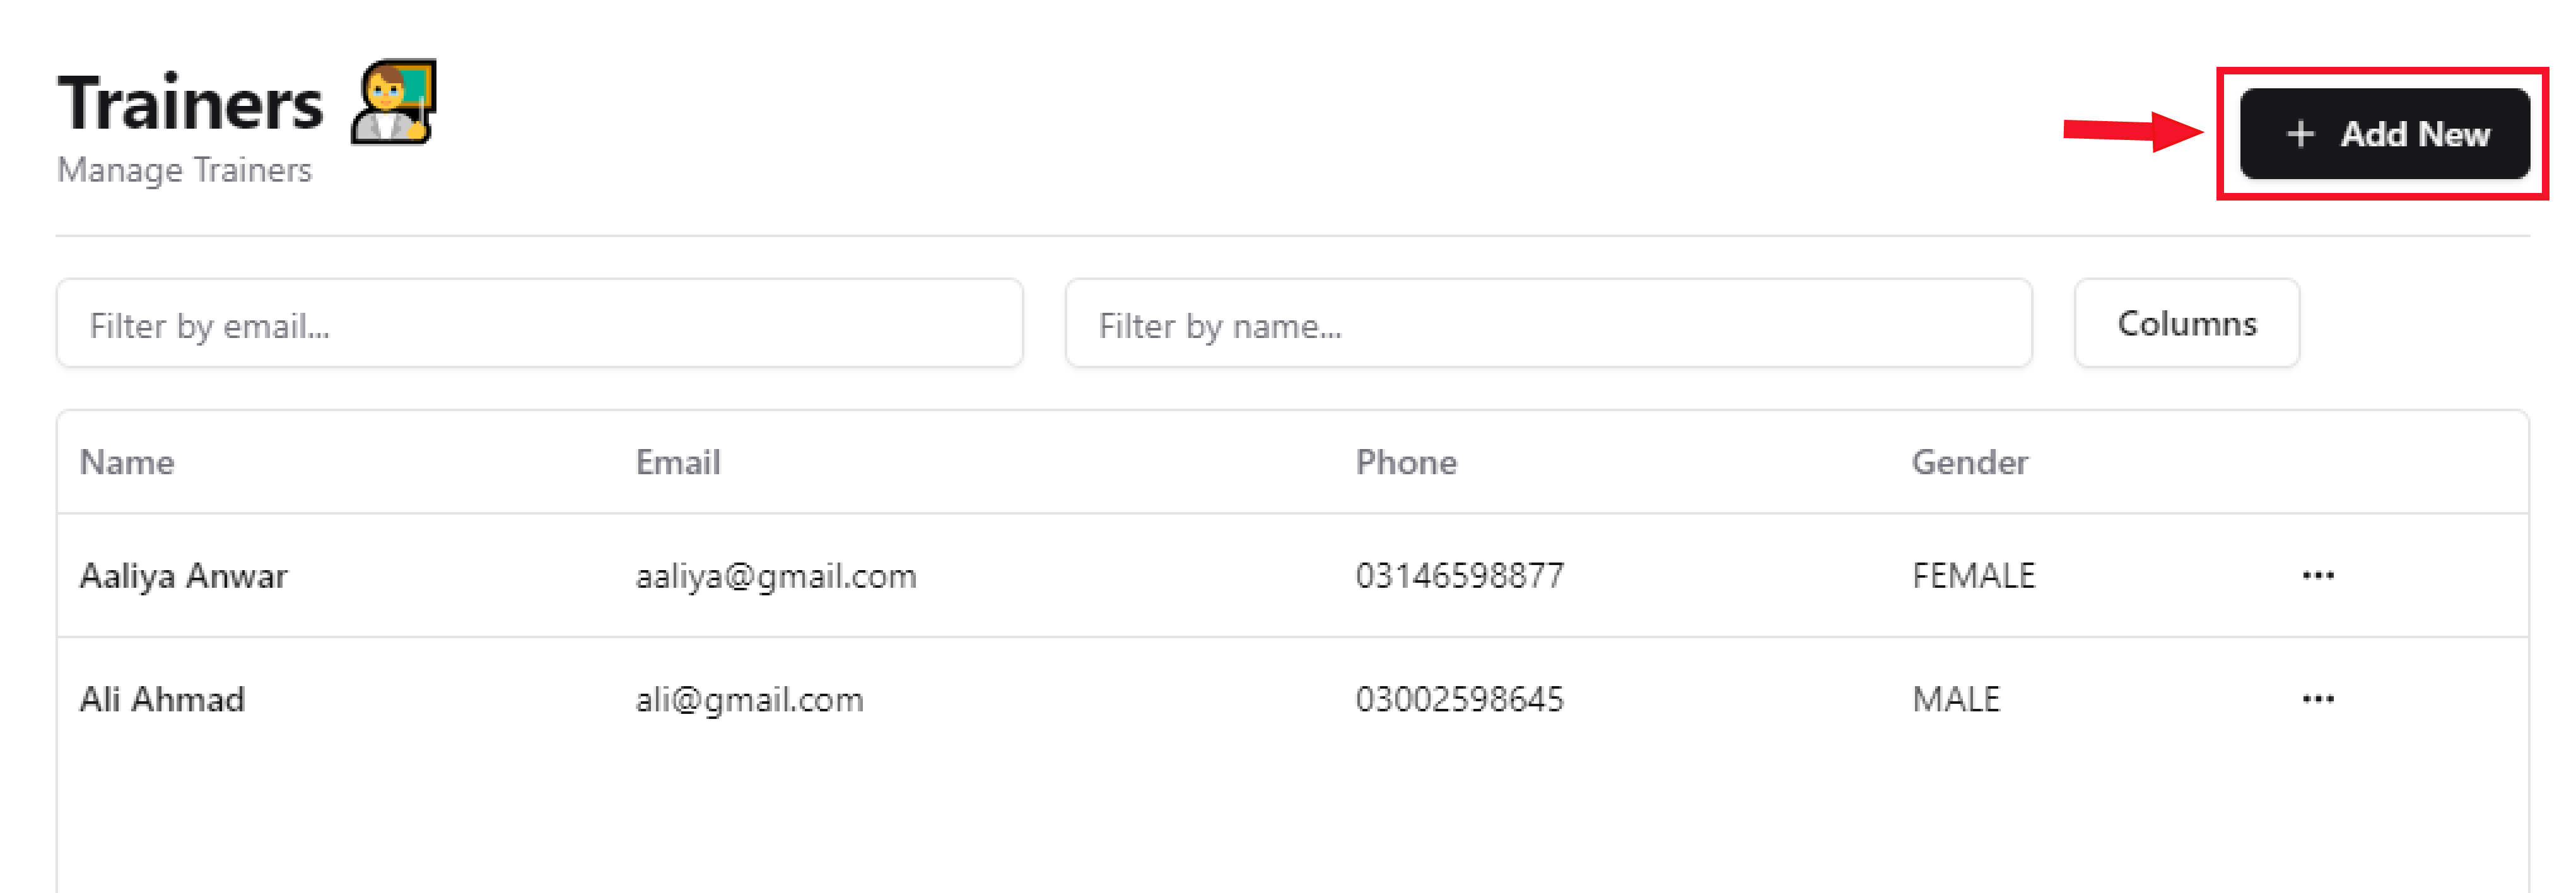 Trainers
Manage Trainers
+ Add New
Filter by email...
Filter by name...
Columns
Name Email Phone Gender
Aaliya Anwar aaliya@gmail.com 03146598877 FEMALE ...
Ali Ahmad ali@gmail.com 03002598645 MALE ...